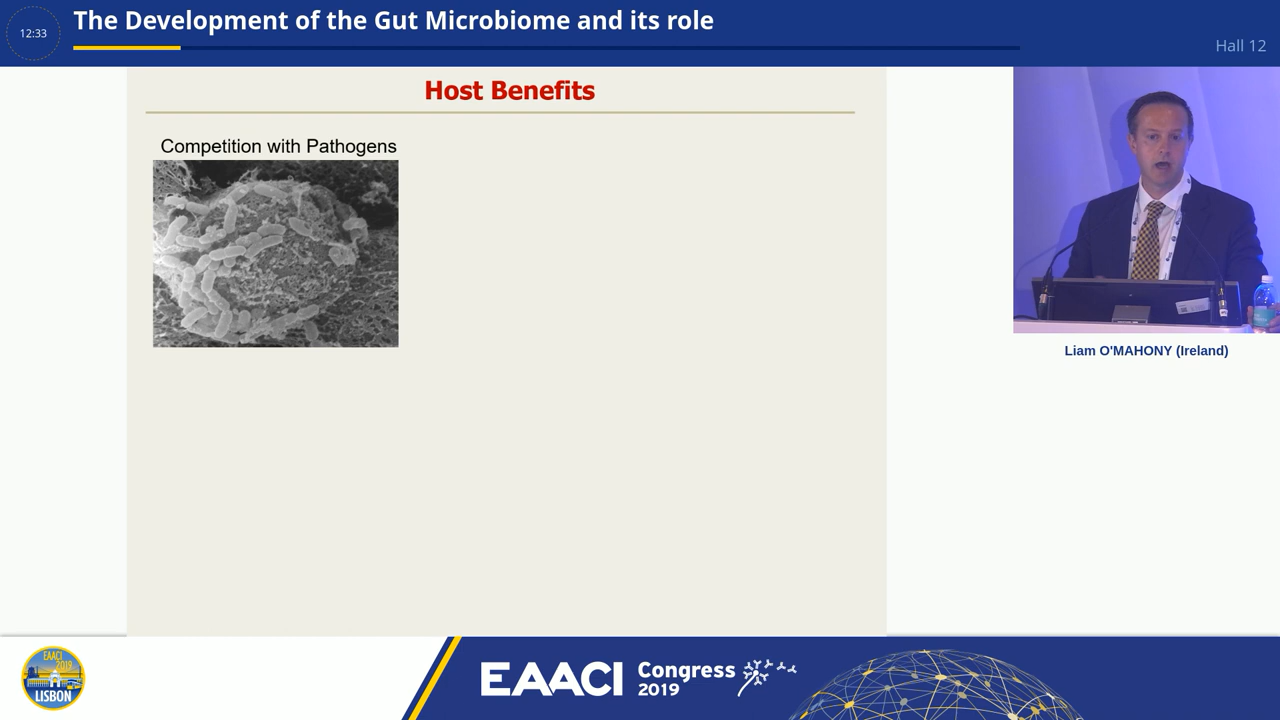 12:33
The Development of the Gut Microbiome and its role
Hall 12
Host Benefits
Competition with Pathogens
Liam O'MAHONY (Ireland)
EAACI
2019
LISBON
EAACI Congress
2019